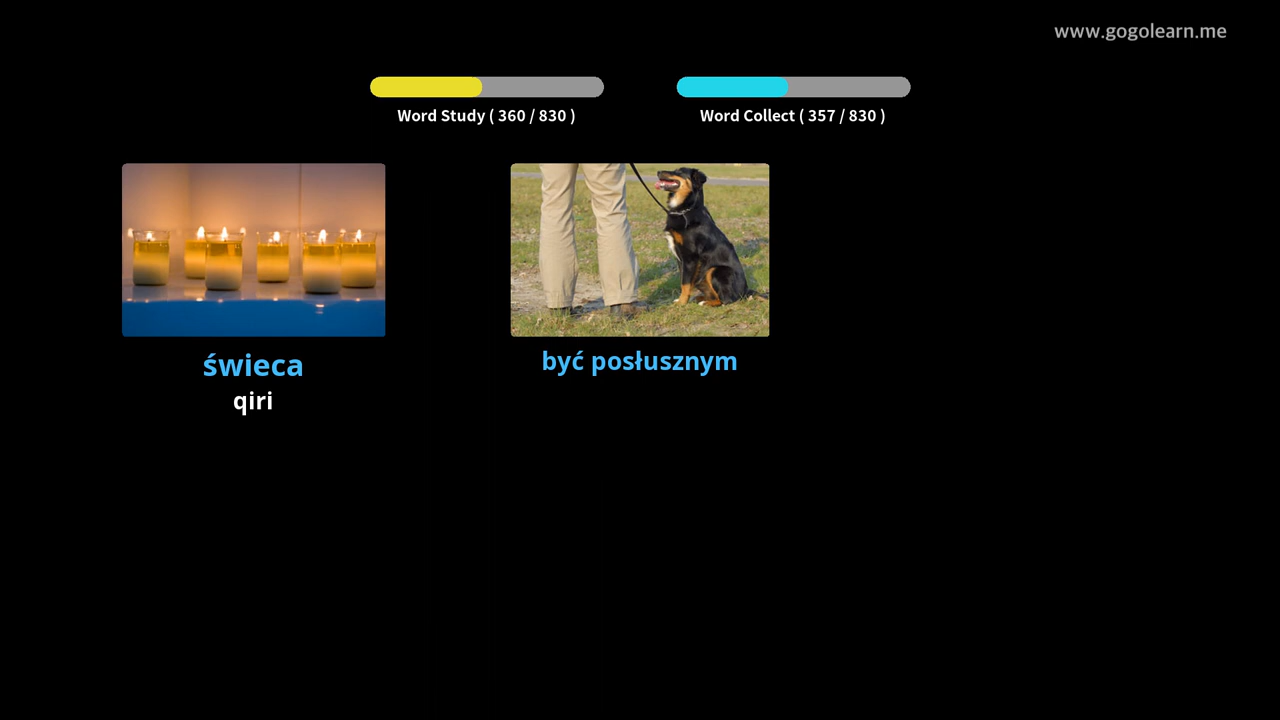 www.gogolearn.me
Word Study ( 360 / 830 )
Word Collect ( 357 / 830 )
świeca
qiri
być posłusznym